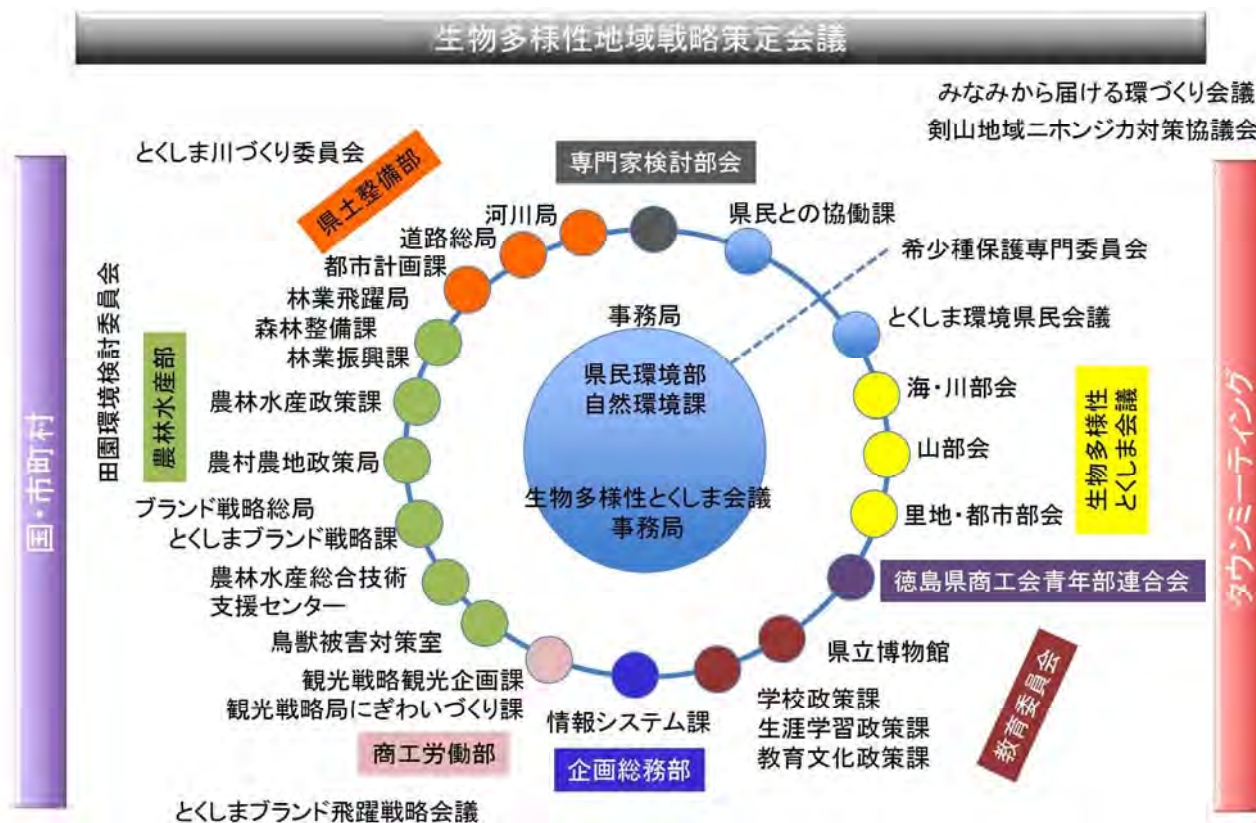 生物多様性地域戦略策定会議
みなみから届ける環づくり会議
剣山地域ニホンジカ対策協議会
とくしま川づくり委員会
県土整備部
専門家検討部会
河川局
道路総局
都市計画課
林業飛躍局
森林整備課
林業振興課
農林水産政策課
農村農地政策局
ブランド戦略総局
とくしまブランド戦略課
農林水産総合技術
支援センター
鳥獣被害対策室
農林水産部
田園環境検討委員会
国・市町村
県民との協働課
希少種保護専門委員会
とくしま環境県民会議
事務局
県民環境部
自然環境課
生物多様性とくしま会議
事務局
海・川部会
山部会
里地・都市部会
生物多様性
とくしま会議
タウンミーティング
徳島県商工会青年部連合会
県立博物館
教育委員会
学校政策課
生涯学習政策課
教育文化政策課
観光戦略観光企画課
観光戦略局にぎわいづくり課
情報システム課
商工労働部
企画総務部
とくしまブランド飛躍戦略会議